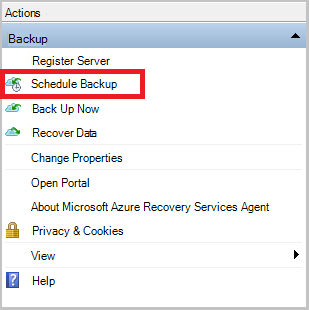 Actions
Backup
Register Server
Schedule Backup
Back Up Now
Recover Data
Change Properties
Open Portal
About Microsoft Azure Recovery Services Agent
Privacy & Cookies
View
Help